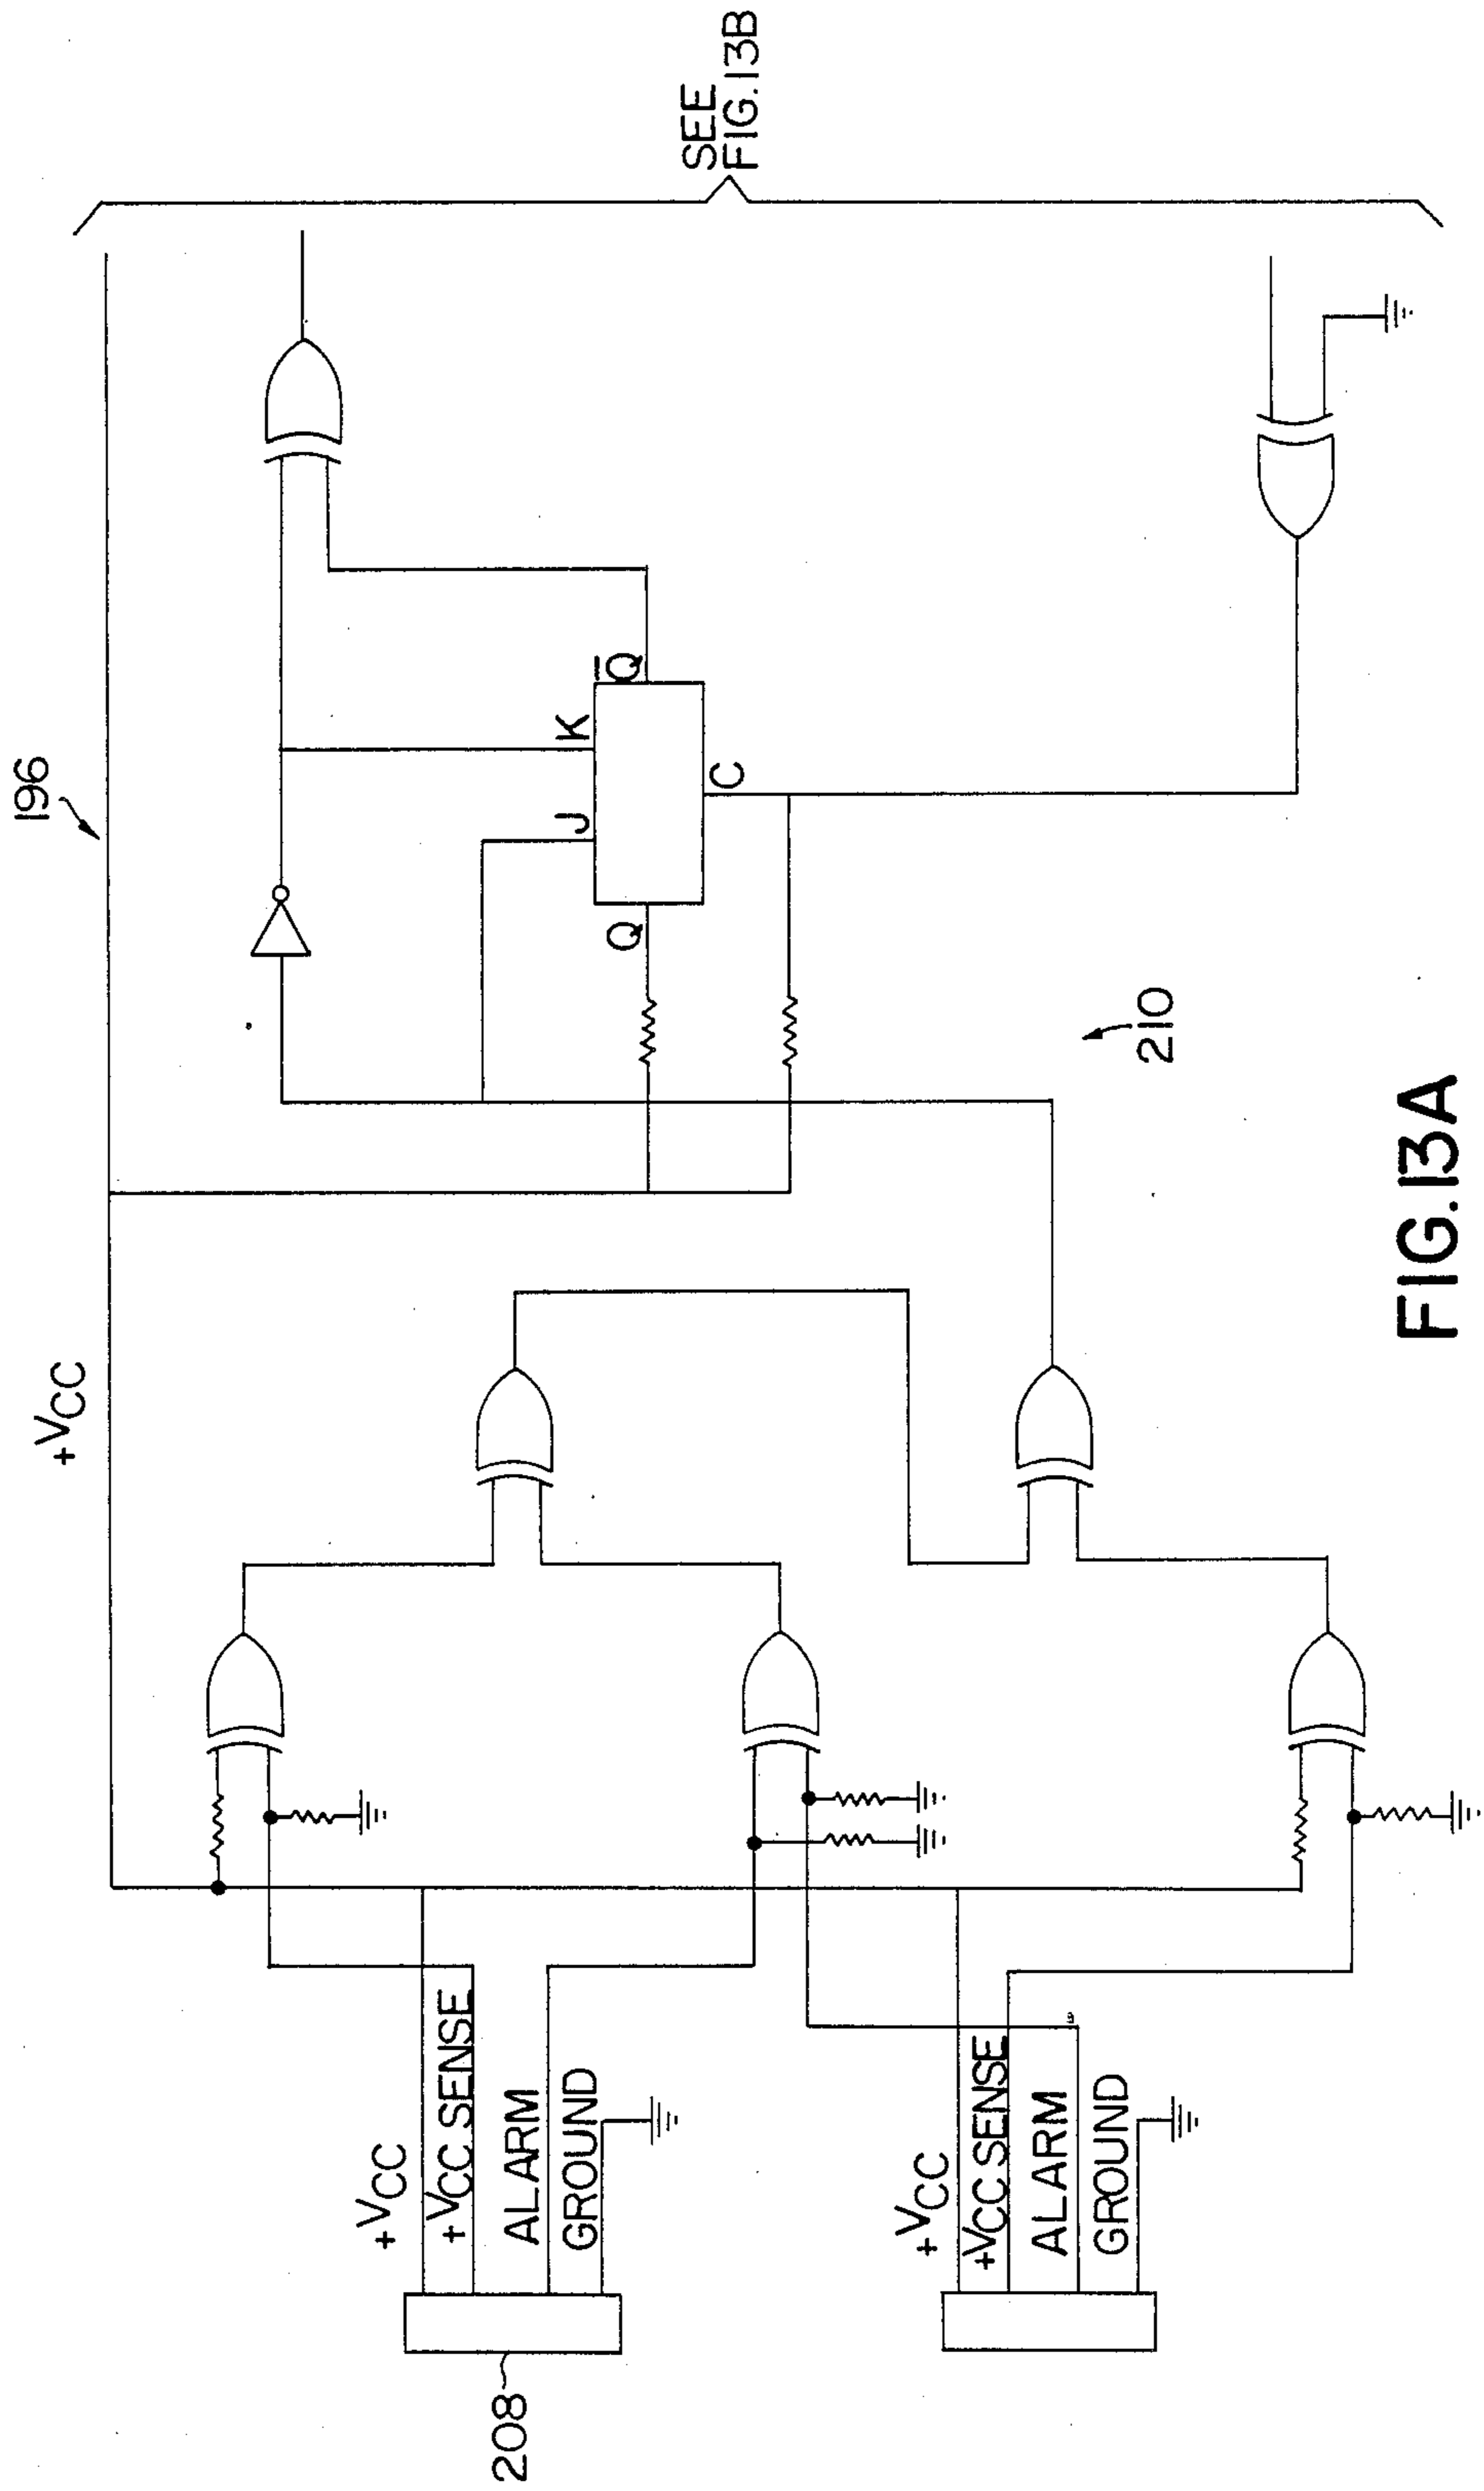 196
+VCC
SEE
FIG. 13B
J
K
Q
Q̅
C
210
208
+VCC
+VCC SENSE
ALARM
GROUND
+VCC
+VCC SENSE
ALARM
GROUND
FIG. 13A